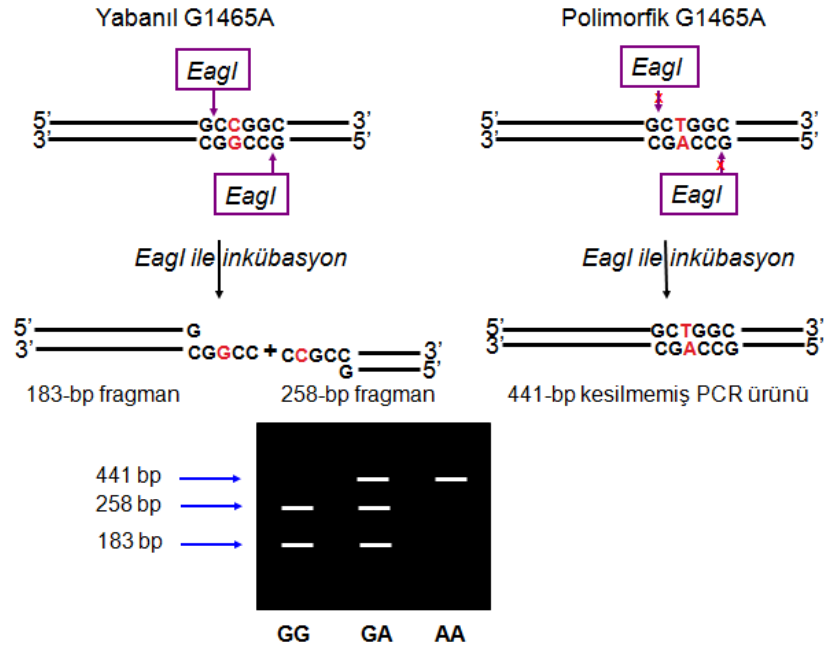 Yabanıl G1465A
EagI
5’ GCCGGC 3’
3’ CGGCCG 5’
EagI
EagI ile inkübasyon
5’ G
3’ CGGCC + CCGCC 3’
G 5’
183-bp fragman
258-bp fragman
Polimorfik G1465A
EagI
x
5’ GCTGGC 3’
3’ CGACCG 5’
x
EagI
EagI ile inkübasyon
5’ GCTGGC 3’
3’ CGACCG 5’
441-bp kesilmemiş PCR ürünü
441 bp
258 bp
183 bp
GG GA AA